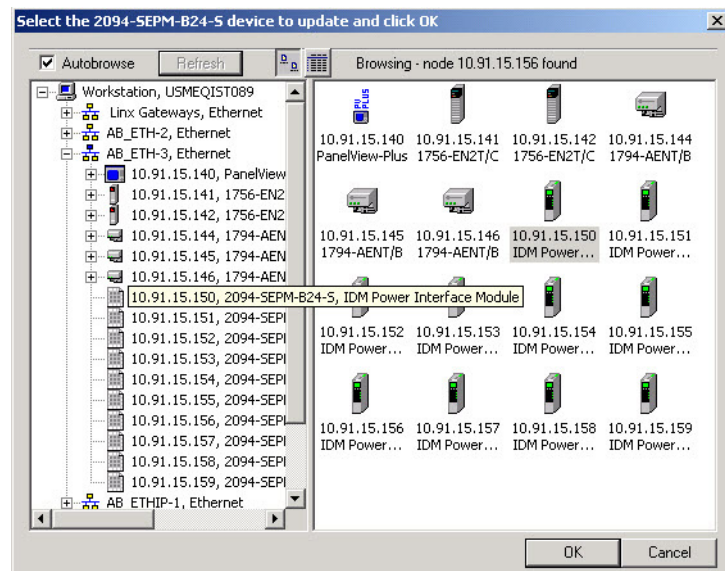 Select the 2094-SEPM-B24-S device to update and click OK
Autobrowse
Refresh
Browsing - node 10.91.15.156 found
Workstation, USMEQIST089
Linx Gateways, Ethernet
AB_ETH-2, Ethernet
AB_ETH-3, Ethernet
10.91.15.140, PanelView
10.91.15.141, 1756-EN2
10.91.15.142, 1756-EN2
10.91.15.144, 1794-AEN
10.91.15.145, 1794-AEN
10.91.15.146, 1794-AEN
10.91.15.150, 2094-SEPM-B24-S, IDM Power Interface Module
10.91.15.151, 2094-SEPI
10.91.15.152, 2094-SEPI
10.91.15.153, 2094-SEPI
10.91.15.154, 2094-SEPI
10.91.15.155, 2094-SEPI
10.91.15.156, 2094-SEPI
10.91.15.157, 2094-SEPI
10.91.15.158, 2094-SEPI
10.91.15.159, 2094-SEPI
AB_ETHIP-1, Ethernet
PV PLUS
10.91.15.140 10.91.15.141 10.91.15.142 10.91.15.144
PanelView-Plus 1756-EN2T/C 1756-EN2T/C 1794-AENT/B
10.91.15.145 10.91.15.146 10.91.15.150 10.91.15.151
1794-AENT/B 1794-AENT/B IDM Power... IDM Power...
10.91.15.152 10.91.15.153 10.91.15.154 10.91.15.155
IDM Power... IDM Power... IDM Power... IDM Power...
10.91.15.156 10.91.15.157 10.91.15.158 10.91.15.159
IDM Power... IDM Power... IDM Power... IDM Power...
OK
Cancel